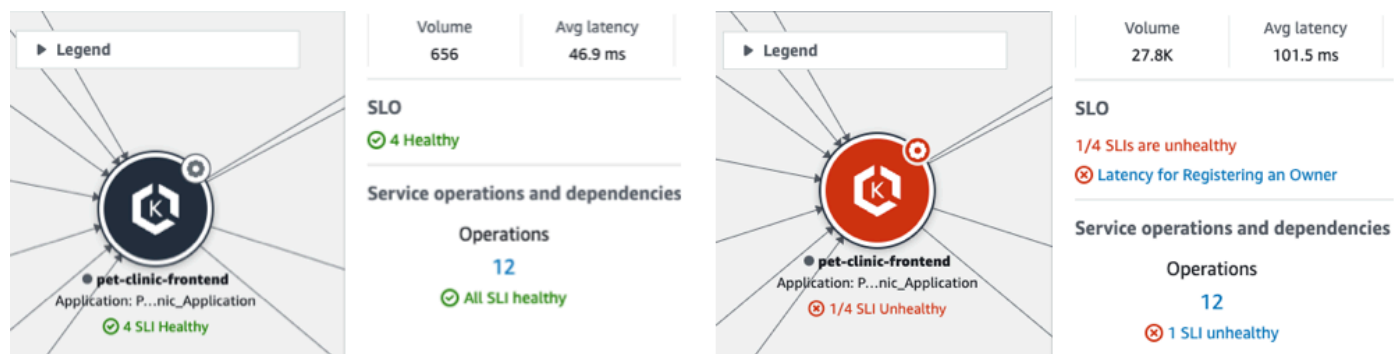 Legend
K
pet-clinic-frontend
Application: P...nic_Application
4 SLI Healthy
Volume
656
Avg latency
46.9 ms
SLO
4 Healthy
Service operations and dependencies
Operations
12
All SLI healthy
Legend
K
pet-clinic-frontend
Application: P...nic_Application
1/4 SLI Unhealthy
Volume
27.8K
Avg latency
101.5 ms
SLO
1/4 SLIs are unhealthy
Latency for Registering an Owner
Service operations and dependencies
Operations
12
1 SLI unhealthy